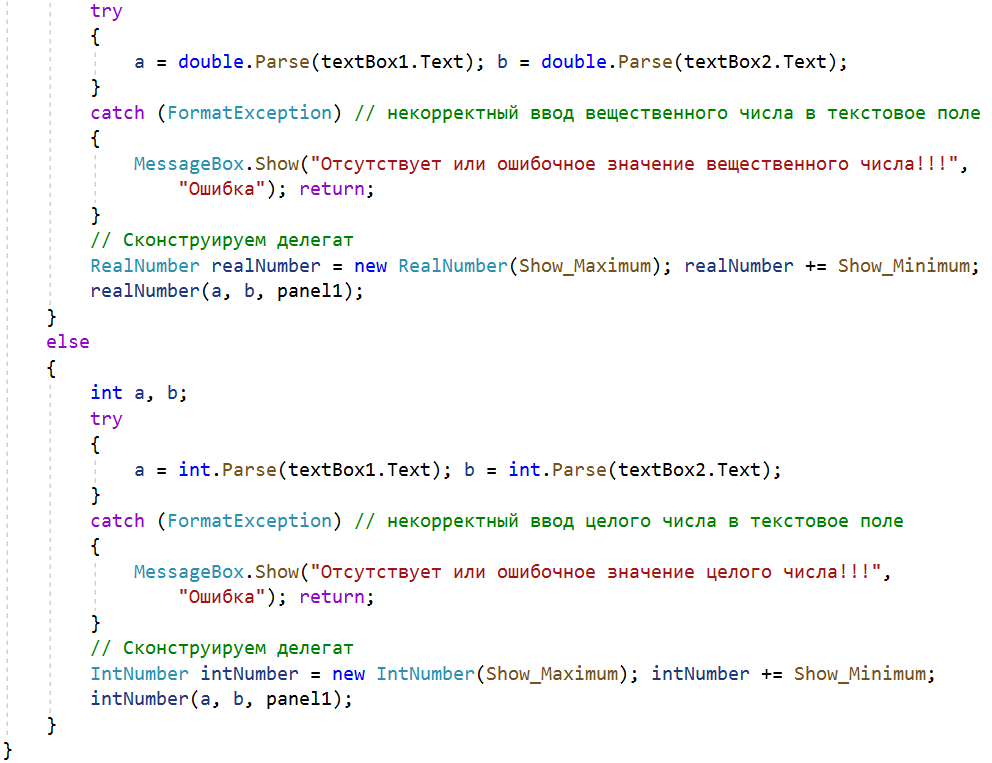 try
{
a = double.Parse(textBox1.Text); b = double.Parse(textBox2.Text);
}
catch (FormatException) // некорректный ввод вещественного числа в текстовое поле
{
MessageBox.Show("Отсутствует или ошибочное значение вещественного числа!!!",
"Ошибка"); return;
}
// Сконструируем делегат
RealNumber realNumber = new RealNumber(Show_Maximum); realNumber += Show_Minimum;
realNumber(a, b, panel1);
}
else
{
int a, b;
try
{
a = int.Parse(textBox1.Text); b = int.Parse(textBox2.Text);
}
catch (FormatException) // некорректный ввод целого числа в текстовое поле
{
MessageBox.Show("Отсутствует или ошибочное значение целого числа!!!",
"Ошибка"); return;
}
// Сконструируем делегат
IntNumber intNumber = new IntNumber(Show_Maximum); intNumber += Show_Minimum;
intNumber(a, b, panel1);
}
}